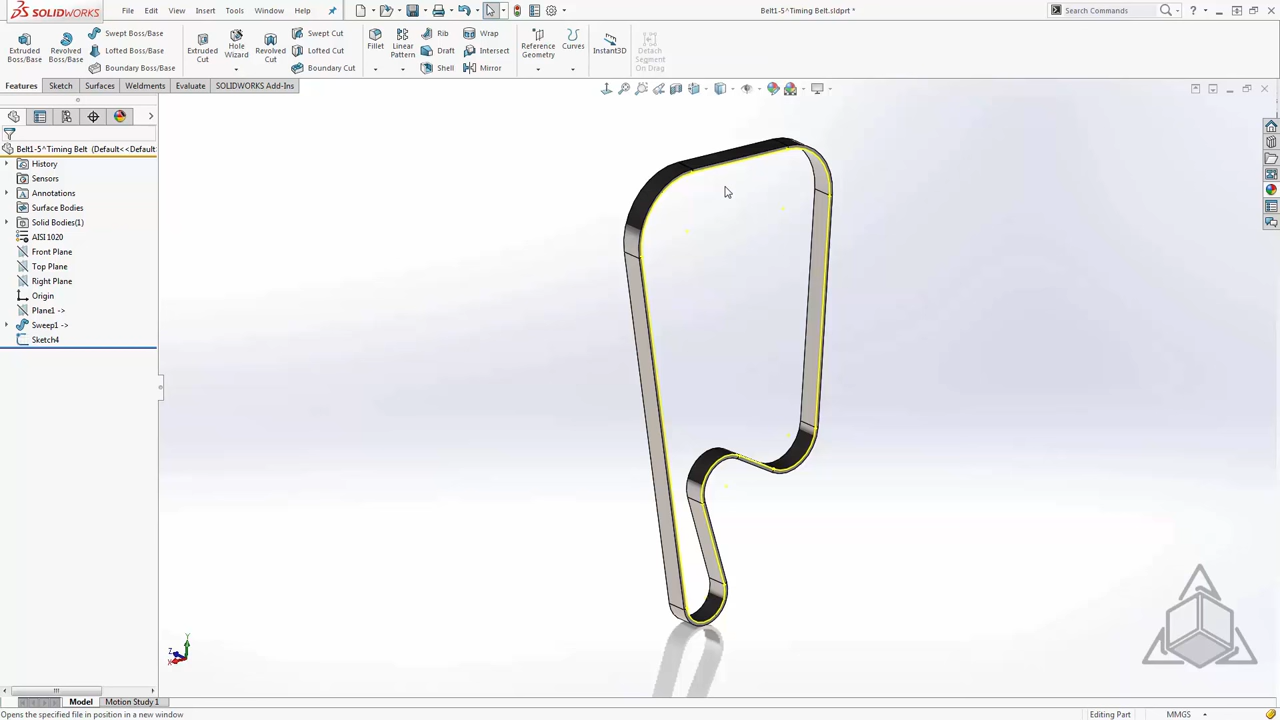 SOLIDWORKS
File
Edit
View
Insert
Tools
Window
Help
Belt1-5^Timing Belt.sldprt *
Search Commands
Extruded Boss/Base
Revolved Boss/Base
Swept Boss/Base
Lofted Boss/Base
Boundary Boss/Base
Extruded Cut
Hole Wizard
Revolved Cut
Swept Cut
Lofted Cut
Boundary Cut
Fillet
Linear Pattern
Rib
Draft
Shell
Wrap
Intersect
Mirror
Reference Geometry
Curves
Instant3D
Detach Segment On Drag
Features
Sketch
Surfaces
Weldments
Evaluate
SOLIDWORKS Add-Ins
Belt1-5^Timing Belt (Default<<Default
History
Sensors
Annotations
Surface Bodies
Solid Bodies(1)
AISI 1020
Front Plane
Top Plane
Right Plane
Origin
Plane1 ->
Sweep1 ->
Sketch4
Y
Z
X
Model
Motion Study 1
Opens the specified file in position in a new window
Editing Part
MMGS